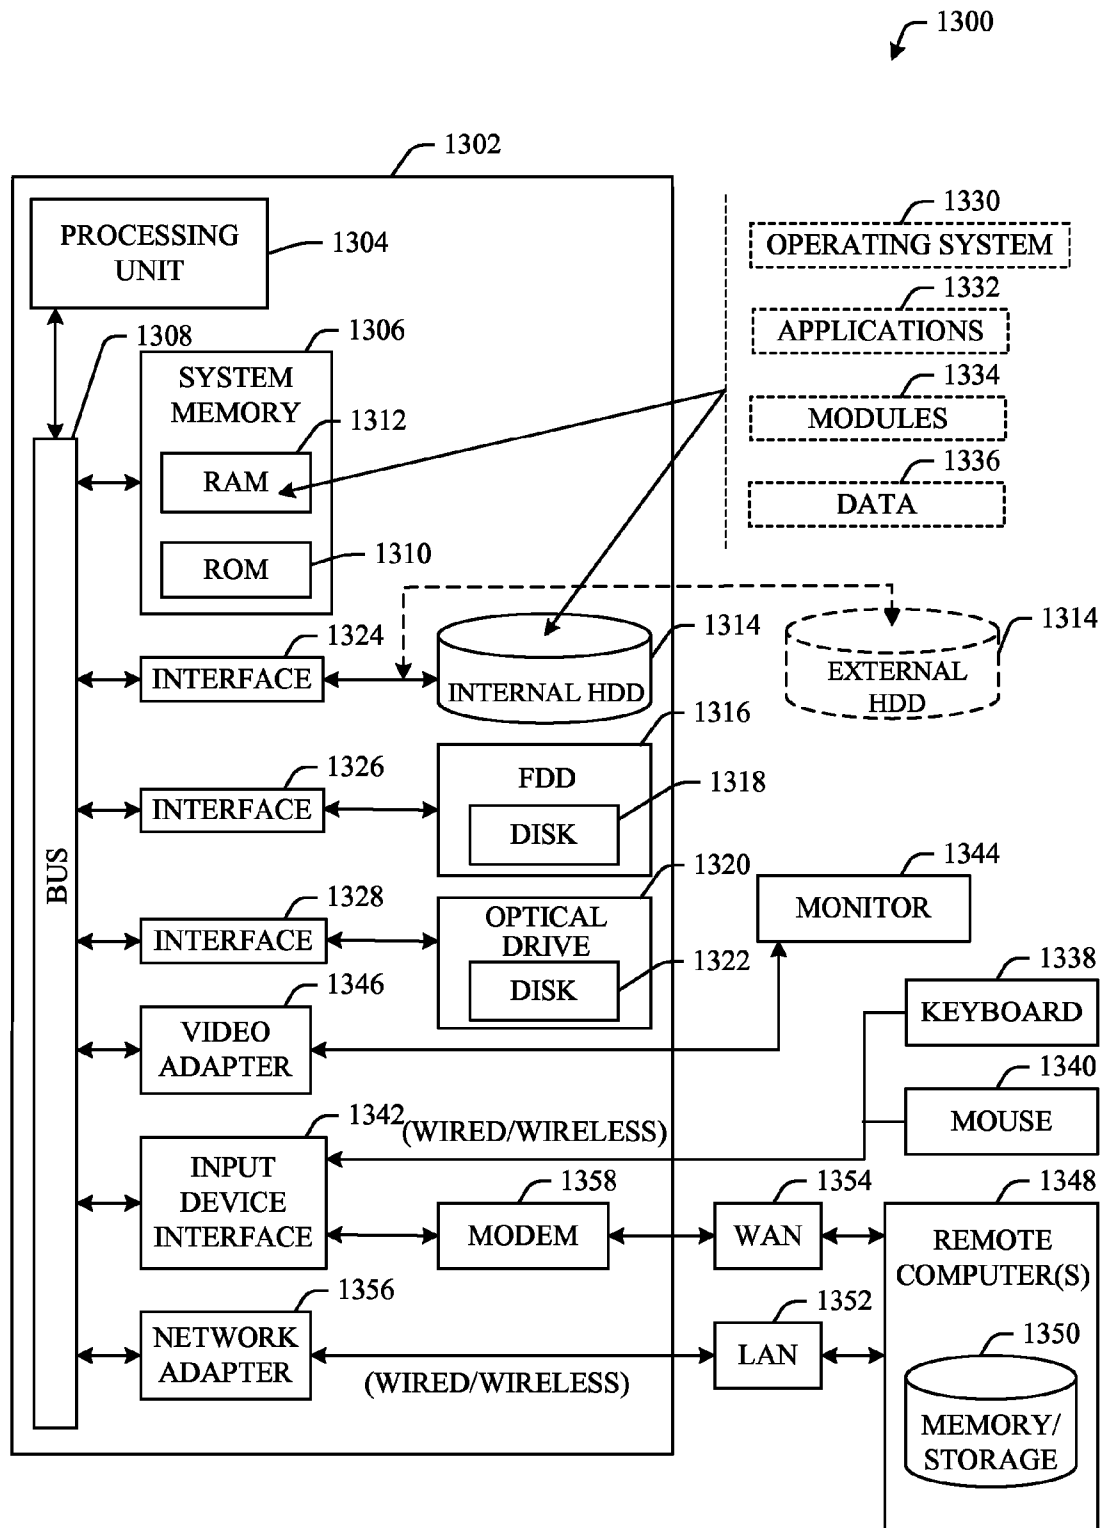 1300
1302
PROCESSING
UNIT
1304
1308
1306
SYSTEM
MEMORY
1312
RAM
1310
ROM
1330
OPERATING SYSTEM
1332
APPLICATIONS
1334
MODULES
1336
DATA
1324
INTERFACE
1314
INTERNAL HDD
1314
EXTERNAL
HDD
1316
FDD
1326
INTERFACE
1318
DISK
BUS
1320
OPTICAL
DRIVE
1328
INTERFACE
1322
DISK
1344
MONITOR
1346
VIDEO
ADAPTER
1338
KEYBOARD
1340
MOUSE
1342
(WIRED/WIRELESS)
INPUT
DEVICE
INTERFACE
1358
MODEM
1354
WAN
1348
REMOTE
COMPUTER(S)
1356
NETWORK
ADAPTER
(WIRED/WIRELESS)
1352
LAN
1350
MEMORY/
STORAGE